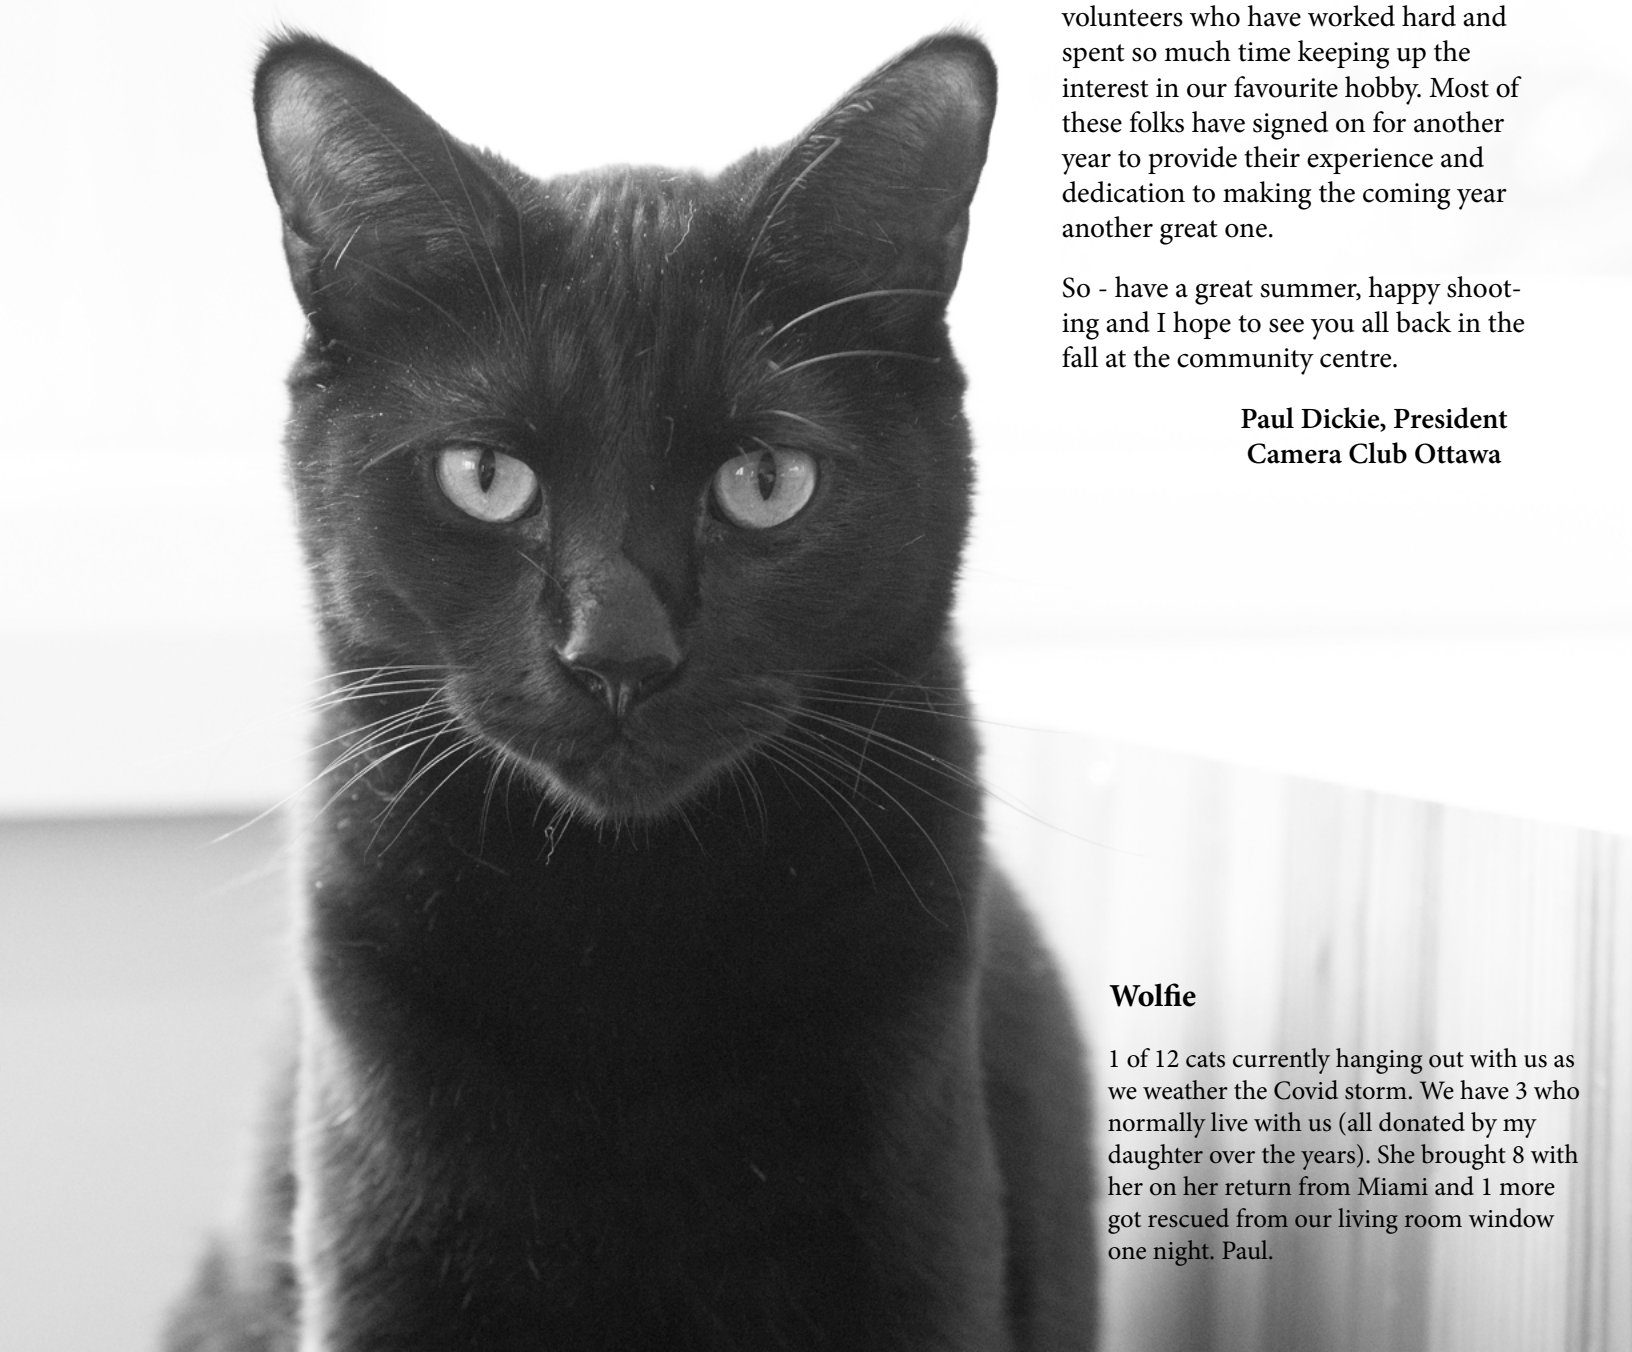 volunteers who have worked hard and
spent so much time keeping up the
interest in our favourite hobby. Most of
these folks have signed on for another
year to provide their experience and
dedication to making the coming year
another great one.
So - have a great summer, happy shoot-
ing and I hope to see you all back in the
fall at the community centre.
Paul Dickie, President
Camera Club Ottawa
Wolfie
1 of 12 cats currently hanging out with us as
we weather the Covid storm. We have 3 who
normally live with us (all donated by my
daughter over the years). She brought 8 with
her on her return from Miami and 1 more
got rescued from our living room window
one night. Paul.